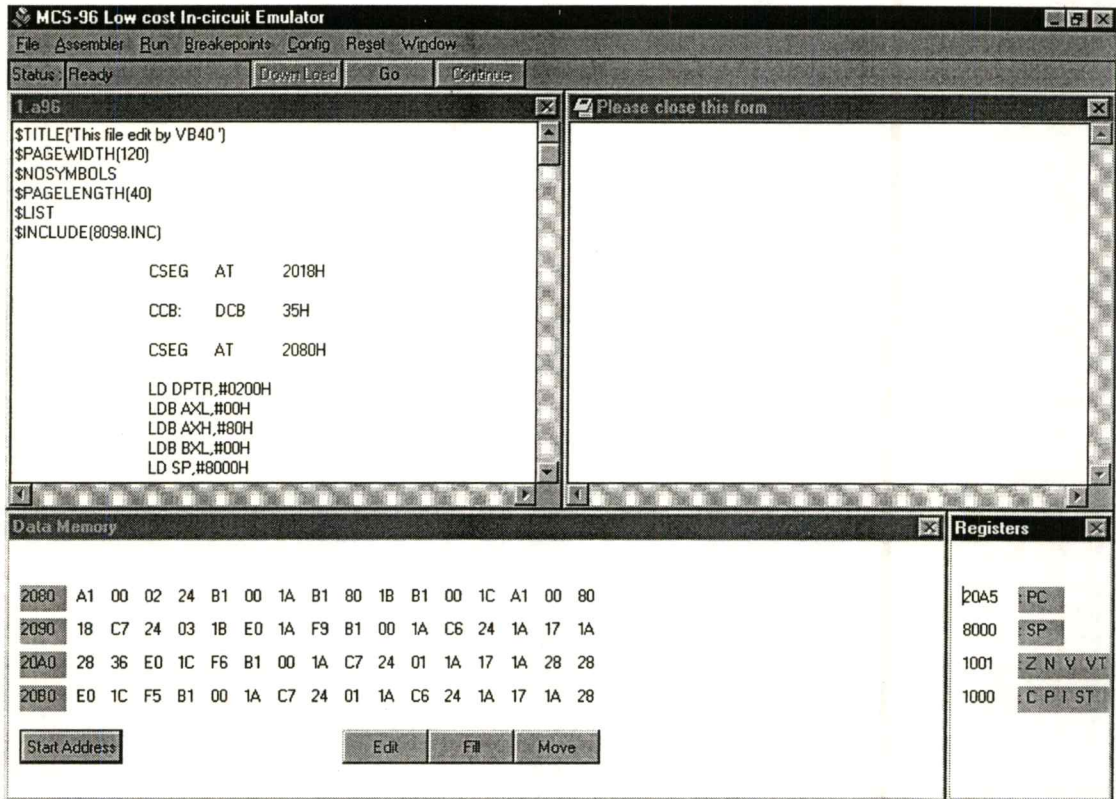 MCS-96 Low cost In-circuit Emulator
File Assembler Run Breakepoints Config Reset Window
Status: Ready Down Load Go Continue
1.a96
$TITLE('This file edit by VB40 ')
$PAGEWIDTH(120)
$NOSYMBOLS
$PAGELENGTH(40)
$LIST
$INCLUDE(8098.INC)
CSEG AT 2018H
CCB: DCB 35H
CSEG AT 2080H
LD DPTR,#0200H
LDB AXL,#00H
LDB AXH,#80H
LDB BXL,#00H
LD SP,#8000H
Please close this form
Data Memory
2080 A1 00 02 24 B1 00 1A B1 80 1B B1 00 1C A1 00 80
2090 18 C7 24 03 1B E0 1A F9 B1 00 1A C6 24 1A 17 1A
20A0 28 36 E0 1C F6 B1 00 1A C7 24 01 1A 17 1A 28 28
20B0 E0 1C F5 B1 00 1A C7 24 01 1A C6 24 1A 17 1A 28
Start Address Edit Fill Move
Registers
20A5 :PC
8000 :SP
1001 :Z N V VT
1000 :C P I ST